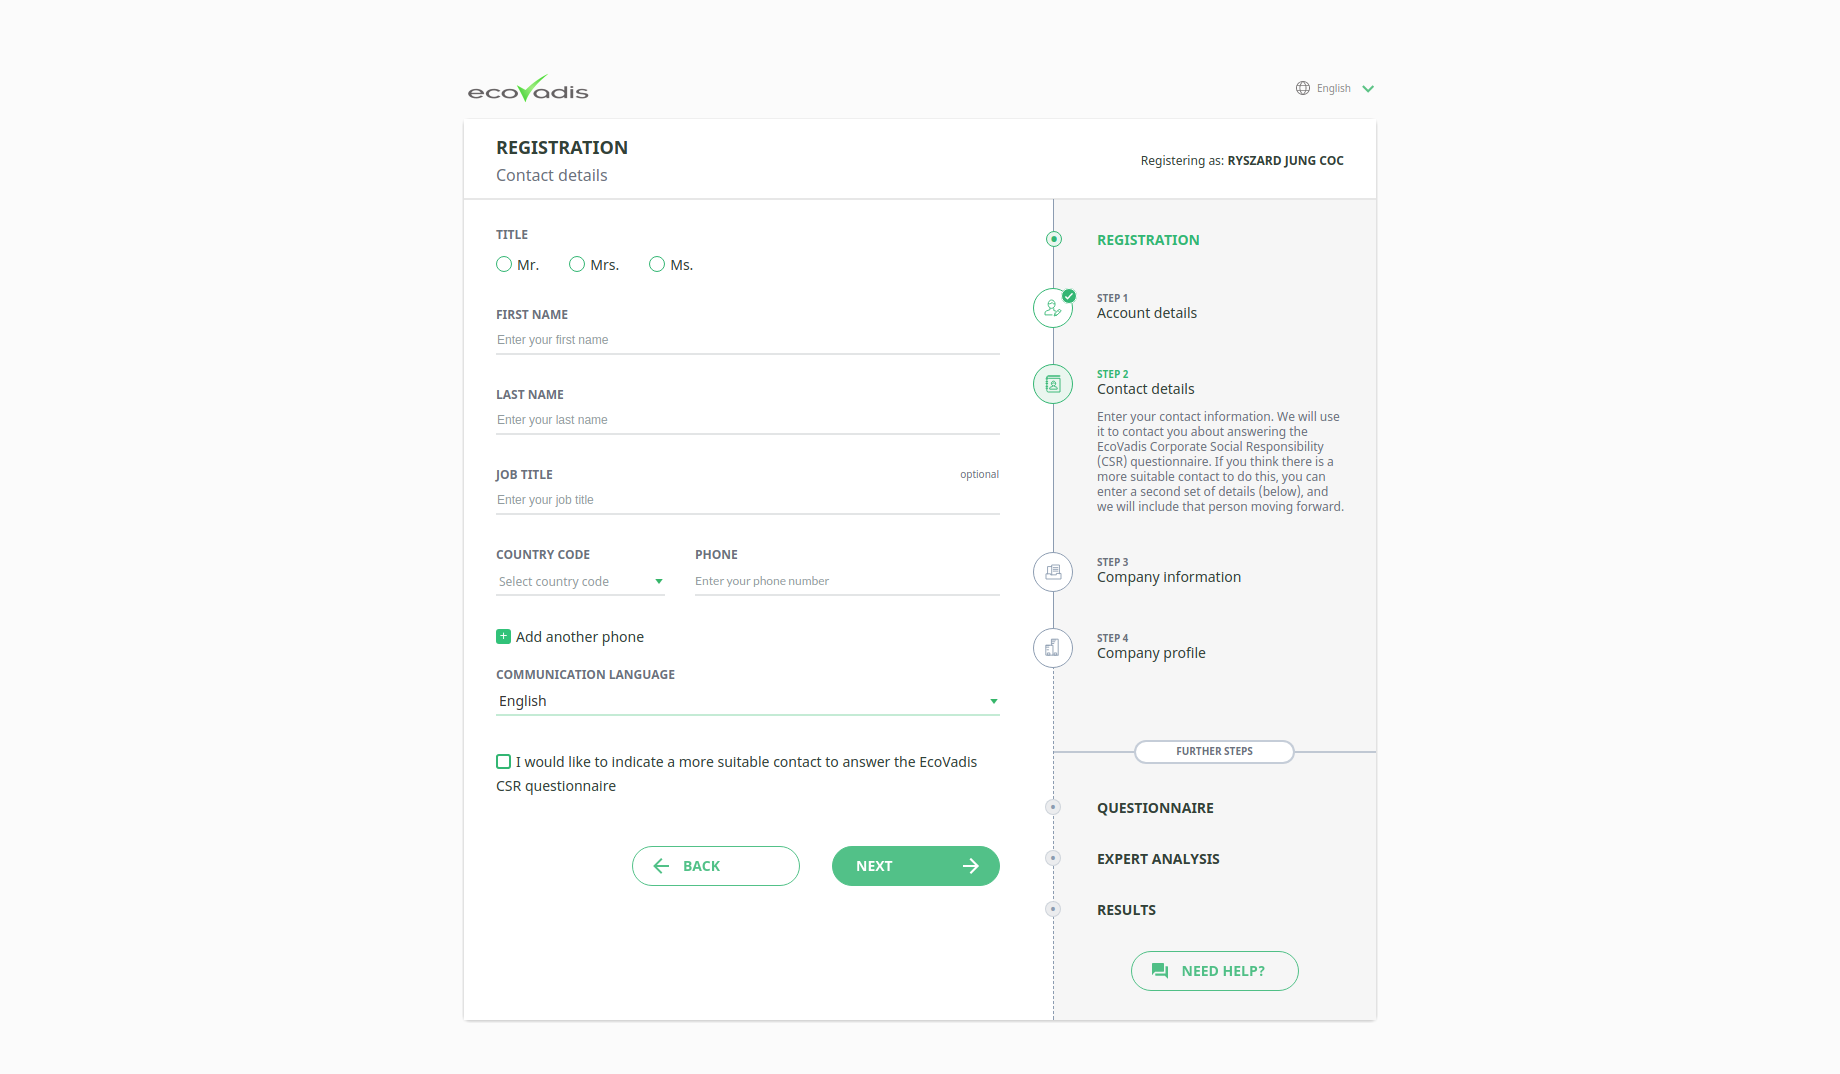 ecoVadis
English
REGISTRATION
Contact details
Registering as: RYSZARD JUNG COC
TITLE
Mr.
Mrs.
Ms.
FIRST NAME
Enter your first name
LAST NAME
Enter your last name
JOB TITLE
optional
Enter your job title
COUNTRY CODE
PHONE
Select country code
Enter your phone number
Add another phone
COMMUNICATION LANGUAGE
English
I would like to indicate a more suitable contact to answer the EcoVadis
CSR questionnaire
BACK
NEXT
REGISTRATION
STEP 1
Account details
STEP 2
Contact details
Enter your contact information. We will use
it to contact you about answering the
EcoVadis Corporate Social Responsibility
(CSR) questionnaire. If you think there is a
more suitable contact to do this, you can
enter a second set of details (below), and
we will include that person moving forward.
STEP 3
Company information
STEP 4
Company profile
FURTHER STEPS
QUESTIONNAIRE
EXPERT ANALYSIS
RESULTS
NEED HELP?